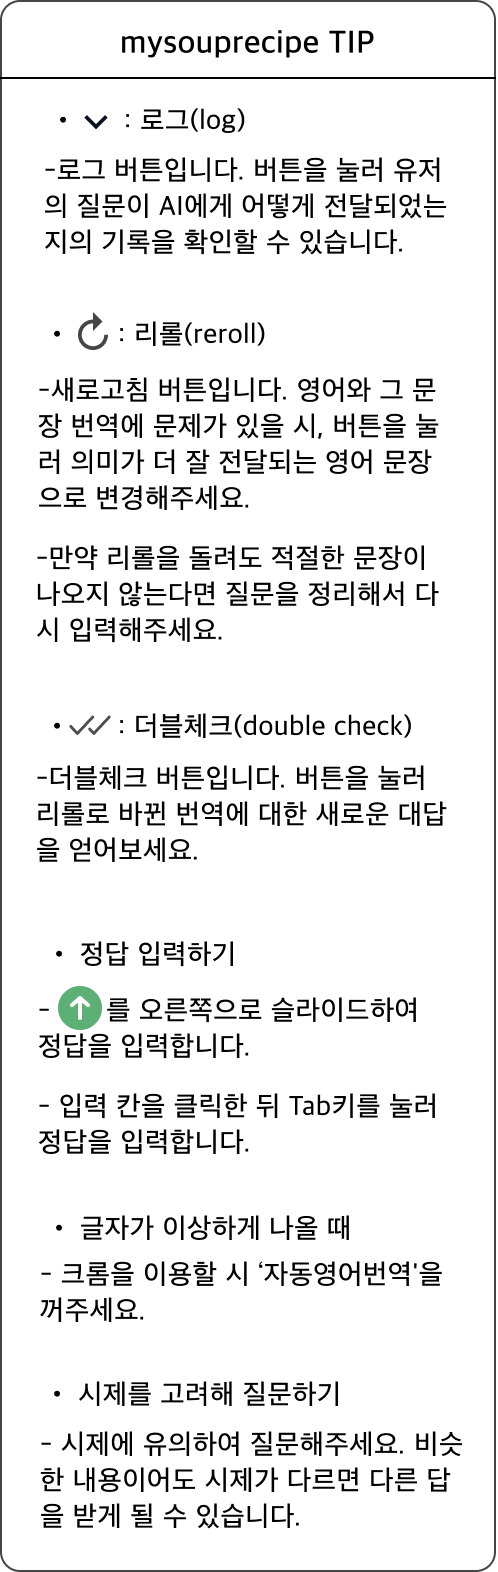 mysouprecipe TIP
• : 로그(log)
-로그 버튼입니다. 버튼을 눌러 유저
의 질문이 AI에게 어떻게 전달되었는
지의 기록을 확인할 수 있습니다.
• : 리롤(reroll)
-새로고침 버튼입니다. 영어와 그 문
장 번역에 문제가 있을 시, 버튼을 눌
러 의미가 더 잘 전달되는 영어 문장
으로 변경해주세요.
-만약 리롤을 돌려도 적절한 문장이
나오지 않는다면 질문을 정리해서 다
시 입력해주세요.
• : 더블체크(double check)
-더블체크 버튼입니다. 버튼을 눌러
리롤로 바뀐 번역에 대한 새로운 대답
을 얻어보세요.
• 정답 입력하기
- 를 오른쪽으로 슬라이드하여
정답을 입력합니다.
- 입력 칸을 클릭한 뒤 Tab키를 눌러
정답을 입력합니다.
• 글자가 이상하게 나올 때
- 크롬을 이용할 시 ‘자동영어번역'을
꺼주세요.
• 시제를 고려해 질문하기
- 시제에 유의하여 질문해주세요. 비슷
한 내용이어도 시제가 다르면 다른 답
을 받게 될 수 있습니다.